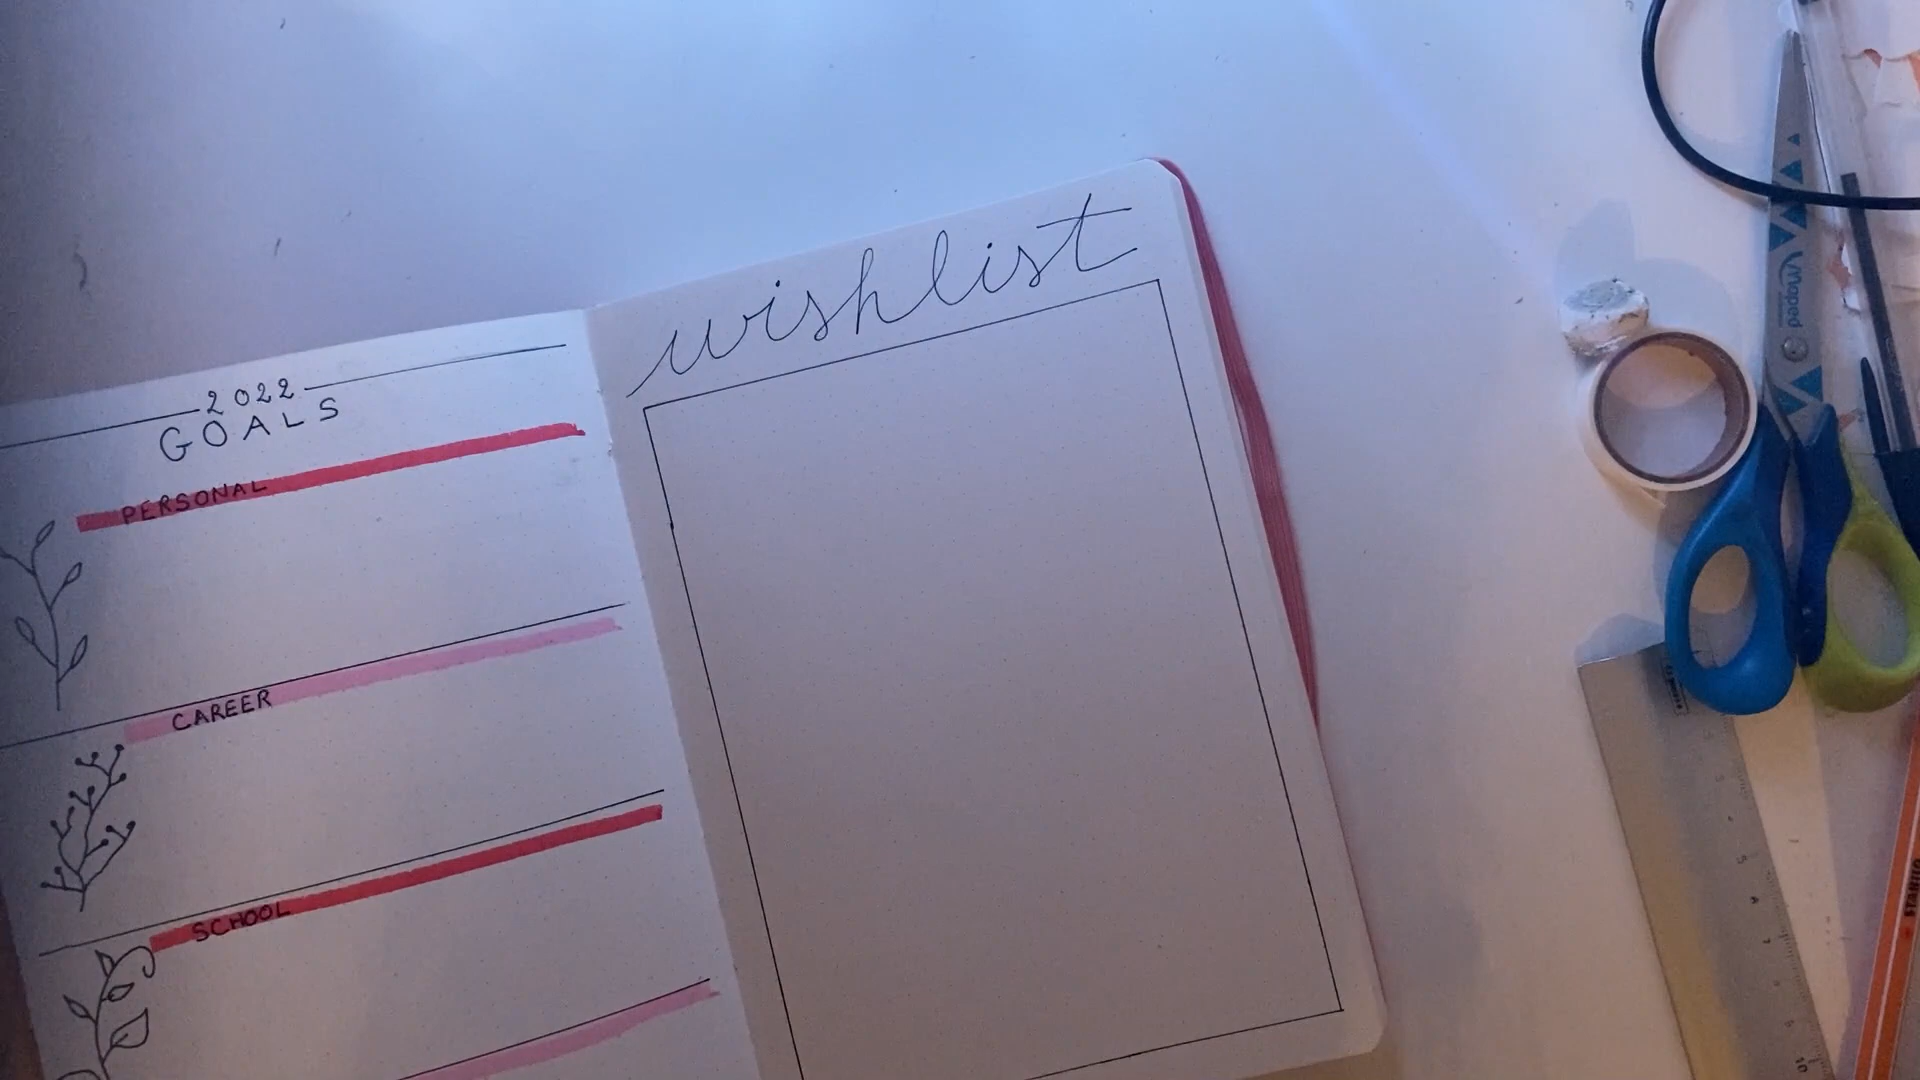 2022
GOALS
PERSONAL
CAREER
SCHOOL
wishlist
Maped